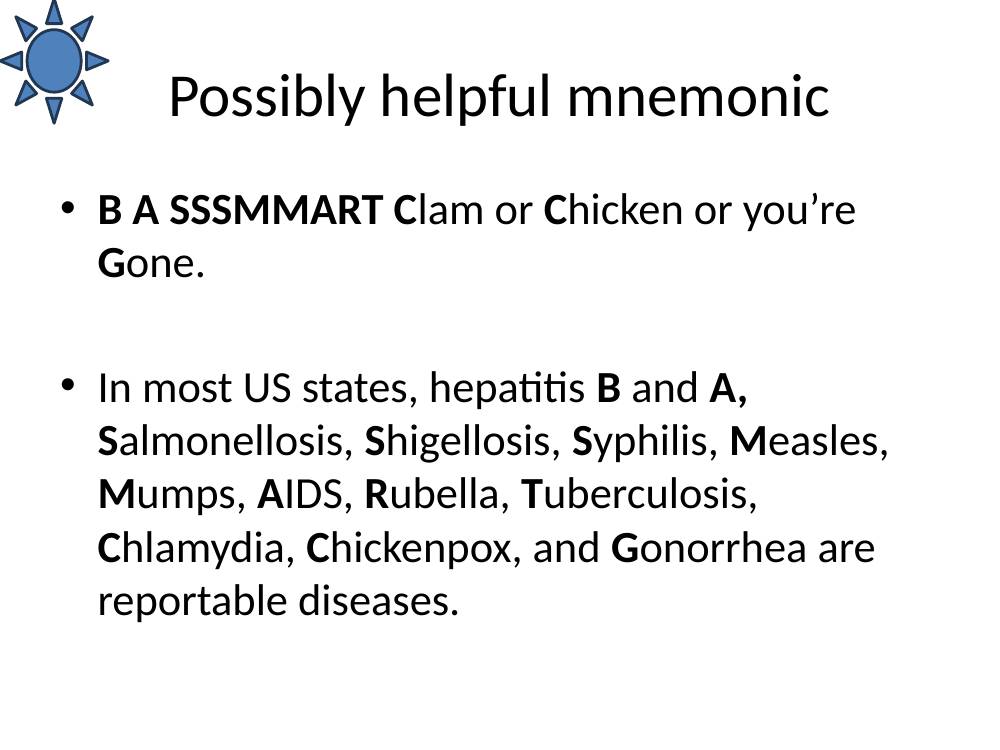 Possibly helpful mnemonic
• B A SSSMMART Clam or Chicken or you’re
Gone.
• In most US states, hepatitis B and A,
Salmonellosis, Shigellosis, Syphilis, Measles,
Mumps, AIDS, Rubella, Tuberculosis,
Chlamydia, Chickenpox, and Gonorrhea are
reportable diseases.